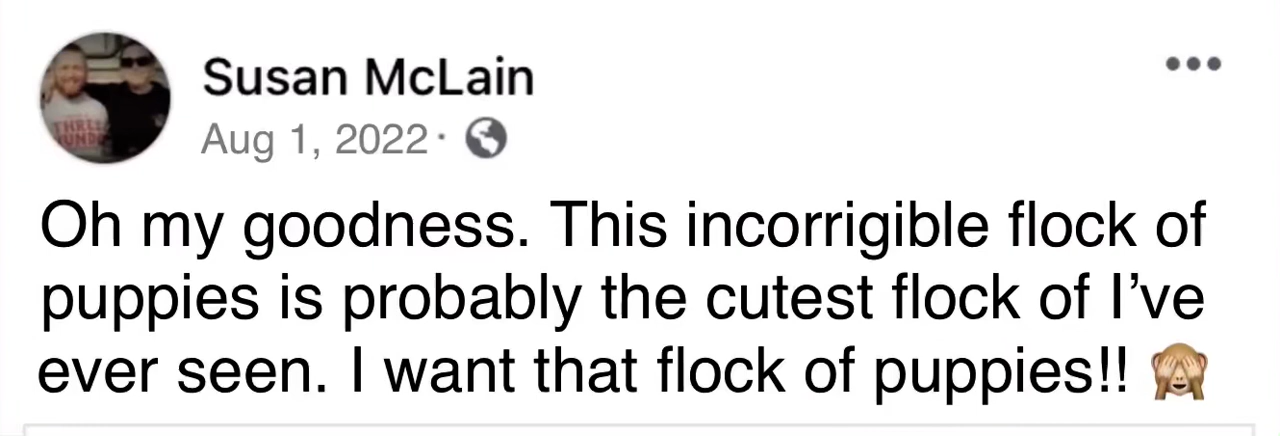 Susan McLain
Aug 1, 2022 ·
Oh my goodness. This incorrigible flock of
puppies is probably the cutest flock of I’ve
ever seen. I want that flock of puppies!! 🙈